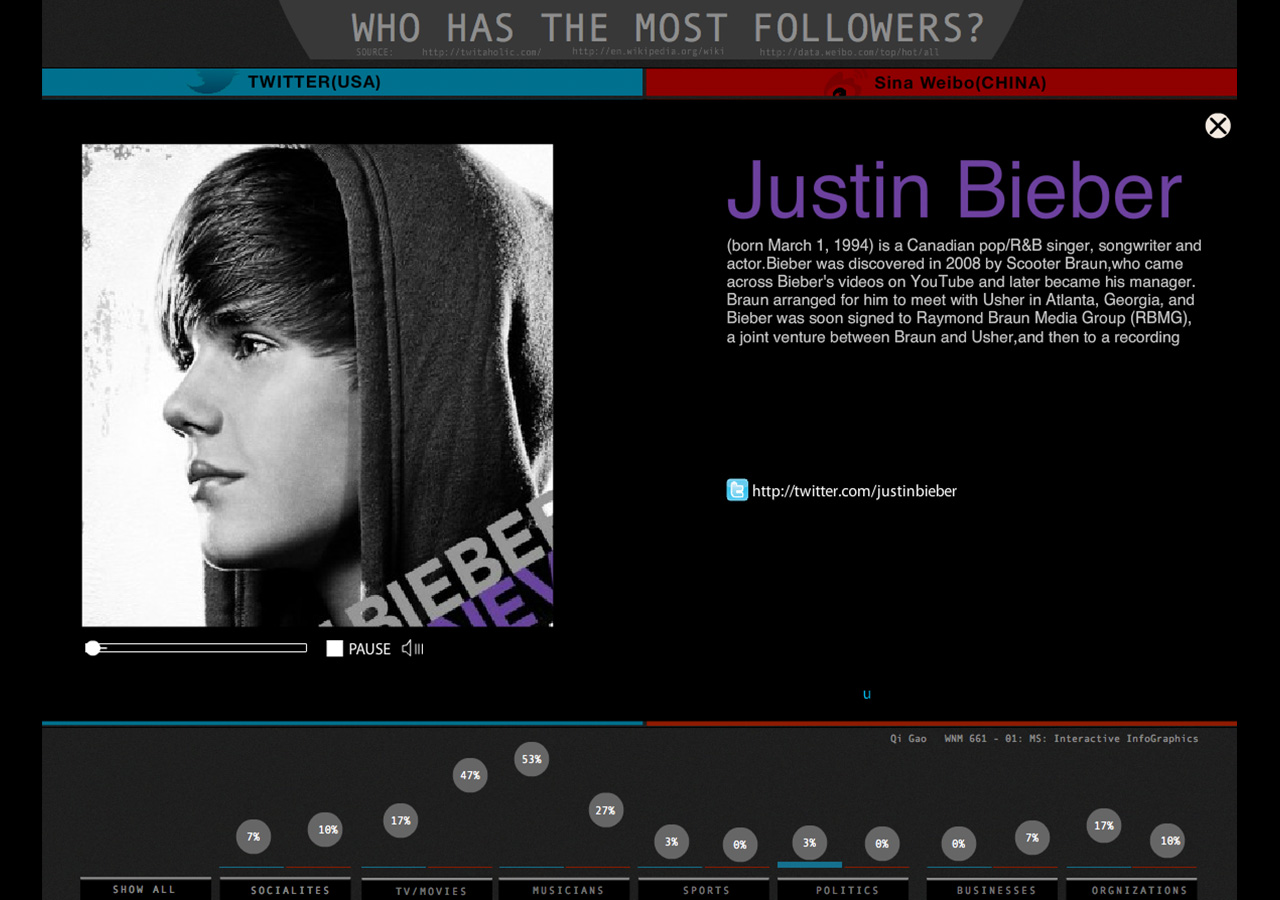 WHO HAS THE MOST FOLLOWERS?
SOURCE: http://twitaholic.com/ http://en.wikipedia.org/wiki http://data.weibo.com/top/hot/all
TWITTER(USA) Sina Weibo(CHINA)
Justin Bieber
(born March 1, 1994) is a Canadian pop/R&B singer, songwriter and
actor.Bieber was discovered in 2008 by Scooter Braun,who came
across Bieber's videos on YouTube and later became his manager.
Braun arranged for him to meet with Usher in Atlanta, Georgia, and
Bieber was soon signed to Raymond Braun Media Group (RBMG),
a joint venture between Braun and Usher,and then to a recording
http://twitter.com/justinbieber
BIEBER
NEV
PAUSE
u
Qi Gao WNM 661 - 01: MS: Interactive InfoGraphics
7% 10% 17% 47% 53% 27% 3% 0% 3% 0% 0% 7% 17% 10%
SHOW ALL SOCIALITES TV/MOVIES MUSICIANS SPORTS POLITICS BUSINESSES ORGNIZATIONS